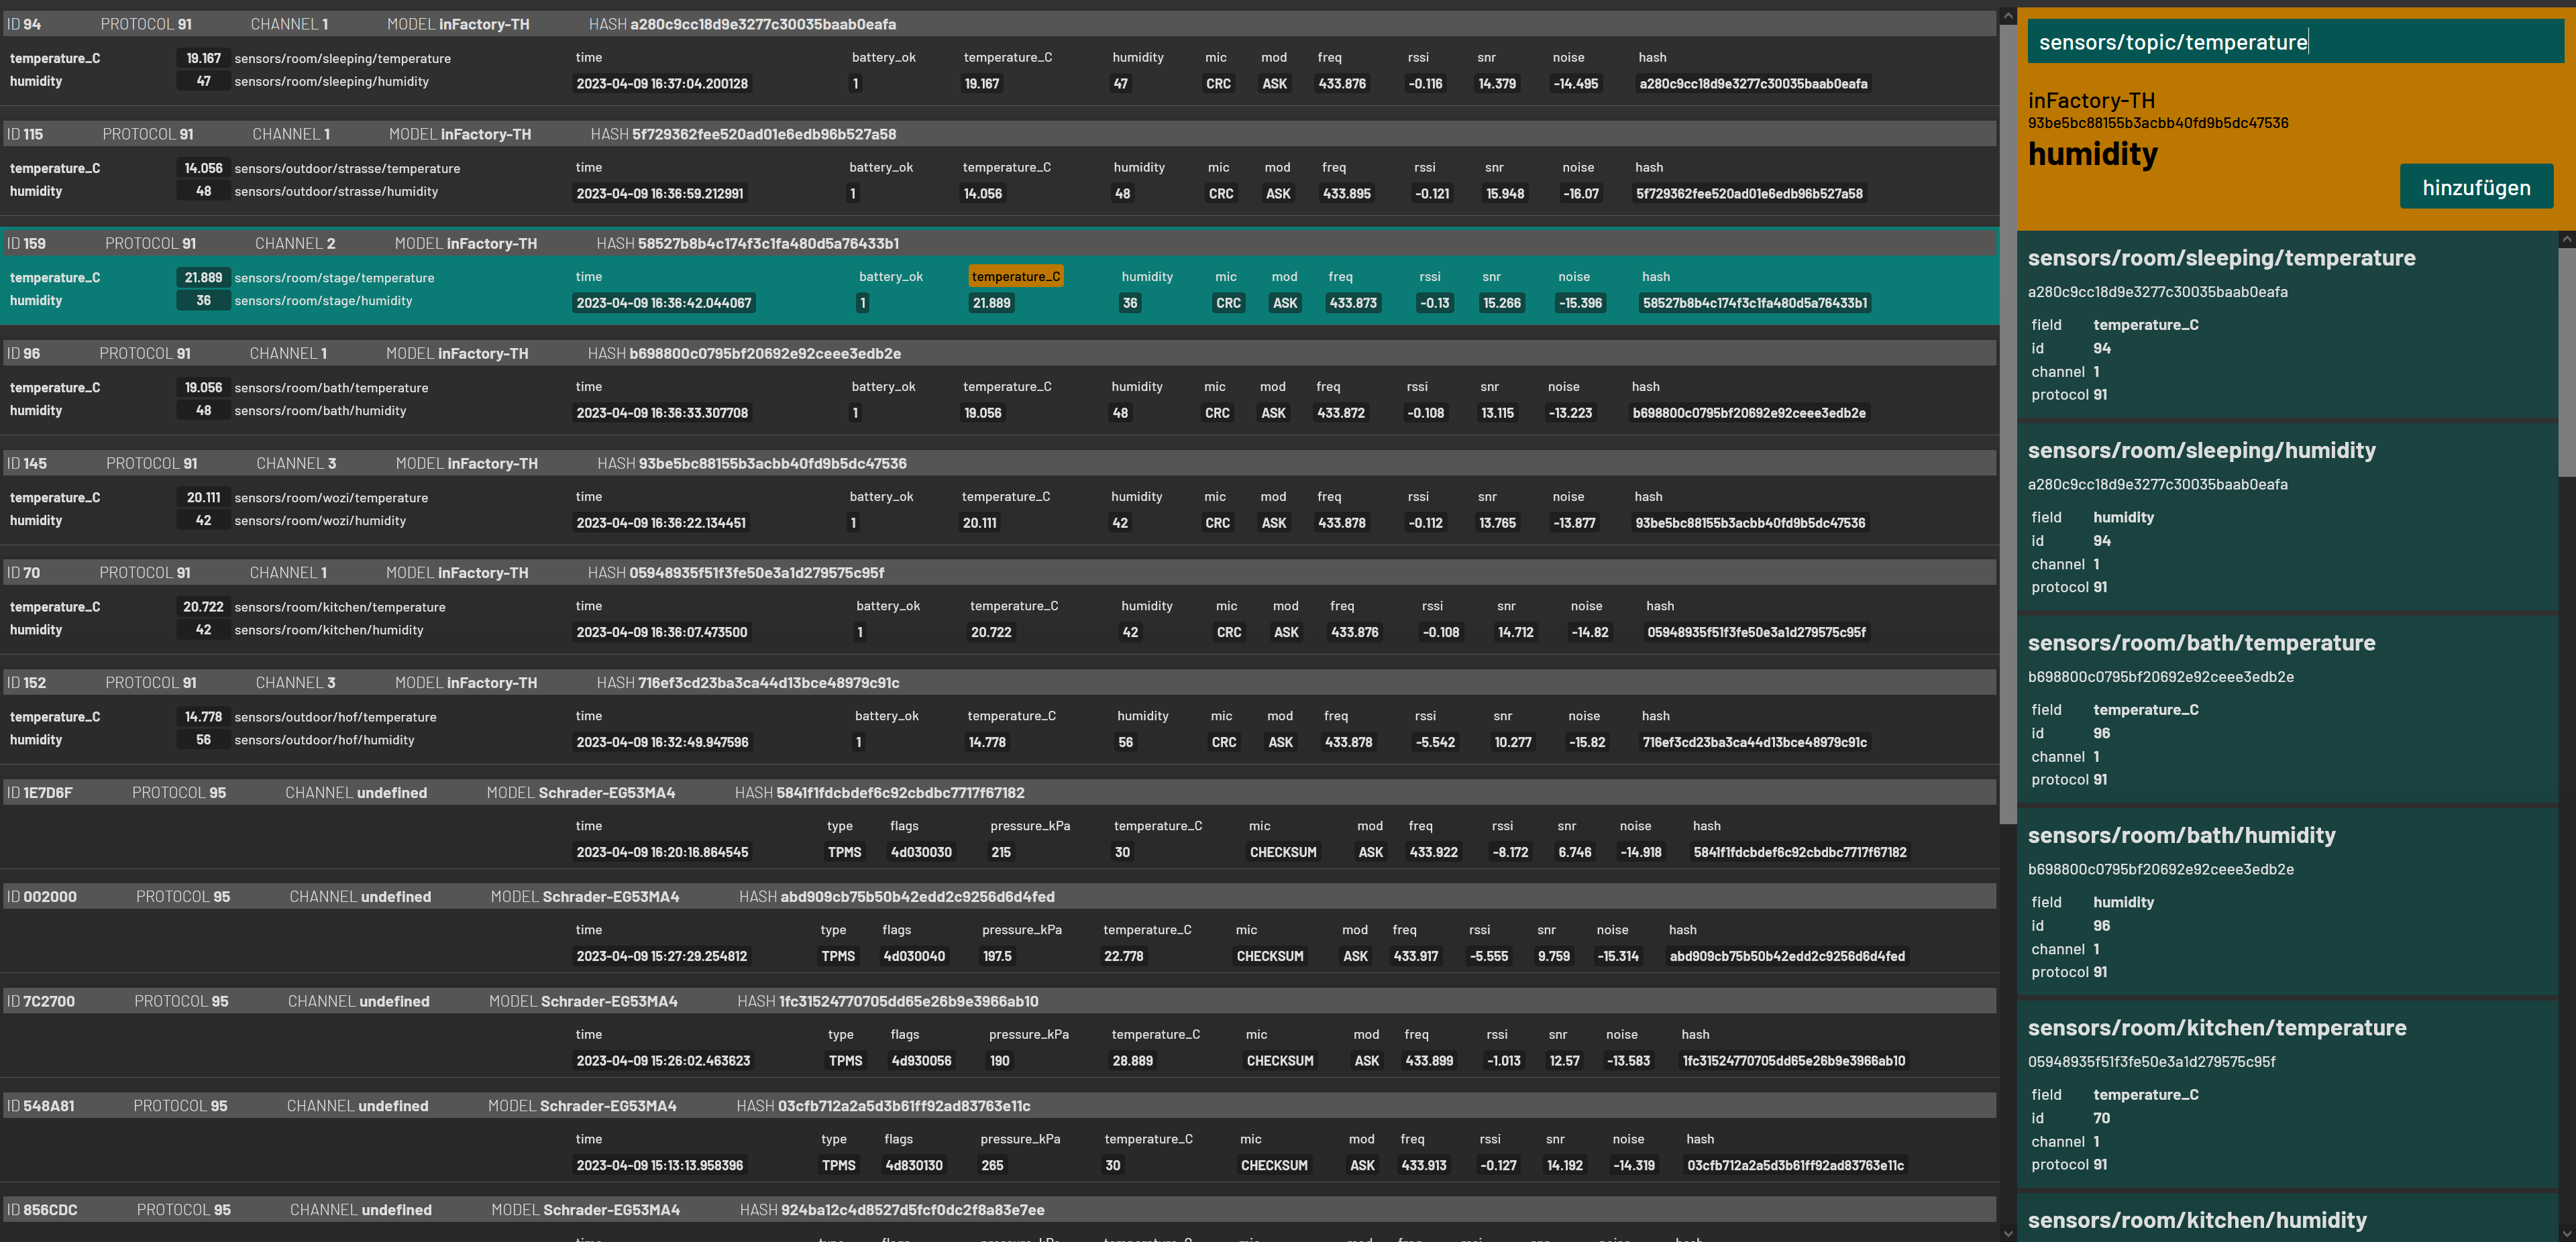 ID 94 PROTOCOL 91 CHANNEL 1 MODEL inFactory-TH HASH a280c9cc18d9e3277c30035baab0eafa
temperature_C 19.167 sensors/room/sleeping/temperature time battery_ok temperature_C humidity mic mod freq rssi snr noise hash
humidity 47 sensors/room/sleeping/humidity 2023-04-09 16:37:04.200128 1 19.167 47 CRC ASK 433.876 -0.116 14.379 -14.495 a280c9cc18d9e3277c30035baab0eafa
ID 115 PROTOCOL 91 CHANNEL 1 MODEL inFactory-TH HASH 5f729362fee520ad01e6edb96b527a58
temperature_C 14.056 sensors/outdoor/strasse/temperature time battery_ok temperature_C humidity mic mod freq rssi snr noise hash
humidity 48 sensors/outdoor/strasse/humidity 2023-04-09 16:36:59.212991 1 14.056 48 CRC ASK 433.895 -0.121 15.948 -16.07 5f729362fee520ad01e6edb96b527a58
ID 159 PROTOCOL 91 CHANNEL 2 MODEL inFactory-TH HASH 58527b8b4c174f3c1fa480d5a76433b1
temperature_C 21.889 sensors/room/stage/temperature time battery_ok temperature_C humidity mic mod freq rssi snr noise hash
humidity 36 sensors/room/stage/humidity 2023-04-09 16:36:42.044067 1 21.889 36 CRC ASK 433.873 -0.13 15.266 -15.396 58527b8b4c174f3c1fa480d5a76433b1
ID 96 PROTOCOL 91 CHANNEL 1 MODEL inFactory-TH HASH b698800c0795bf20692e92ceee3edb2e
temperature_C 19.056 sensors/room/bath/temperature time battery_ok temperature_C humidity mic mod freq rssi snr noise hash
humidity 48 sensors/room/bath/humidity 2023-04-09 16:36:33.307708 1 19.056 48 CRC ASK 433.872 -0.108 13.115 -13.223 b698800c0795bf20692e92ceee3edb2e
ID 145 PROTOCOL 91 CHANNEL 3 MODEL inFactory-TH HASH 93be5bc88155b3acbb40fd9b5dc47536
temperature_C 20.111 sensors/room/wozi/temperature time battery_ok temperature_C humidity mic mod freq rssi snr noise hash
humidity 42 sensors/room/wozi/humidity 2023-04-09 16:36:22.134451 1 20.111 42 CRC ASK 433.878 -0.112 13.765 -13.877 93be5bc88155b3acbb40fd9b5dc47536
ID 70 PROTOCOL 91 CHANNEL 1 MODEL inFactory-TH HASH 05948935f51f3fe50e3a1d279575c95f
temperature_C 20.722 sensors/room/kitchen/temperature time battery_ok temperature_C humidity mic mod freq rssi snr noise hash
humidity 42 sensors/room/kitchen/humidity 2023-04-09 16:36:07.473500 1 20.722 42 CRC ASK 433.876 -0.108 14.712 -14.82 05948935f51f3fe50e3a1d279575c95f
ID 152 PROTOCOL 91 CHANNEL 3 MODEL inFactory-TH HASH 716ef3cd23ba3ca44d13bce48979c91c
temperature_C 14.778 sensors/outdoor/hof/temperature time battery_ok temperature_C humidity mic mod freq rssi snr noise hash
humidity 56 sensors/outdoor/hof/humidity 2023-04-09 16:32:49.947596 1 14.778 56 CRC ASK 433.878 -5.542 10.277 -15.82 716ef3cd23ba3ca44d13bce48979c91c
ID 1E7D6F PROTOCOL 95 CHANNEL undefined MODEL Schrader-EG53MA4 HASH 5841f1fdcbdef6c92cbdbc7717f67182
time type flags pressure_kPa temperature_C mic mod freq rssi snr noise hash
2023-04-09 16:20:16.864545 TPMS 4d030030 215 30 CHECKSUM ASK 433.922 -8.172 6.746 -14.918 5841f1fdcbdef6c92cbdbc7717f67182
ID 002000 PROTOCOL 95 CHANNEL undefined MODEL Schrader-EG53MA4 HASH abd909cb75b50b42edd2c9256d6d4fed
time type flags pressure_kPa temperature_C mic mod freq rssi snr noise hash
2023-04-09 15:27:29.254812 TPMS 4d030040 197.5 22.778 CHECKSUM ASK 433.917 -5.555 9.759 -15.314 abd909cb75b50b42edd2c9256d6d4fed
ID 7C2700 PROTOCOL 95 CHANNEL undefined MODEL Schrader-EG53MA4 HASH 1fc31524770705dd65e26b9e3966ab10
time type flags pressure_kPa temperature_C mic mod freq rssi snr noise hash
2023-04-09 15:26:02.463623 TPMS 4d930056 190 28.889 CHECKSUM ASK 433.899 -1.013 12.57 -13.583 1fc31524770705dd65e26b9e3966ab10
ID 548A81 PROTOCOL 95 CHANNEL undefined MODEL Schrader-EG53MA4 HASH 03cfb712a2a5d3b61ff92ad83763e11c
time type flags pressure_kPa temperature_C mic mod freq rssi snr noise hash
2023-04-09 15:13:13.958396 TPMS 4d830130 265 30 CHECKSUM ASK 433.913 -0.127 14.192 -14.319 03cfb712a2a5d3b61ff92ad83763e11c
ID 856CDC PROTOCOL 95 CHANNEL undefined MODEL Schrader-EG53MA4 HASH 924ba12c4d8527d5fcf0dc2f8a83e7ee
sensors/topic/temperature
inFactory-TH
93be5bc88155b3acbb40fd9b5dc47536
humidity
hinzufügen
sensors/room/sleeping/temperature
a280c9cc18d9e3277c30035baab0eafa
field temperature_C
id 94
channel 1
protocol 91
sensors/room/sleeping/humidity
a280c9cc18d9e3277c30035baab0eafa
field humidity
id 94
channel 1
protocol 91
sensors/room/bath/temperature
b698800c0795bf20692e92ceee3edb2e
field temperature_C
id 96
channel 1
protocol 91
sensors/room/bath/humidity
b698800c0795bf20692e92ceee3edb2e
field humidity
id 96
channel 1
protocol 91
sensors/room/kitchen/temperature
05948935f51f3fe50e3a1d279575c95f
field temperature_C
id 70
channel 1
protocol 91
sensors/room/kitchen/humidity